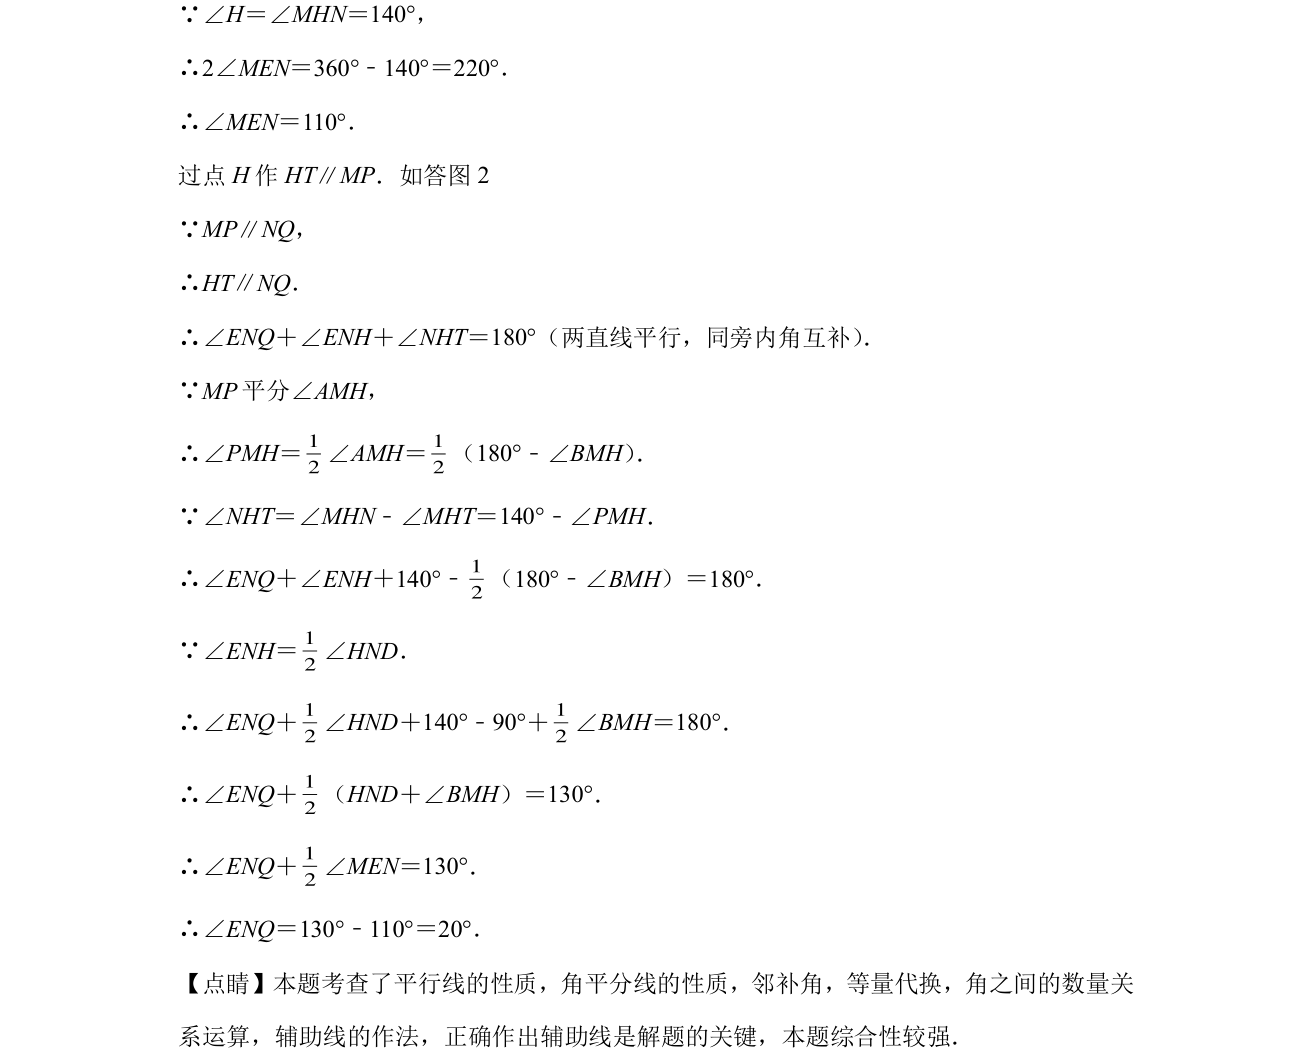 ∵∠H=∠MHN=140°，
∴2∠MEN=360°﹣140°=220°．
∴∠MEN=110°．
过点 H 作 HT∥MP．如答图 2
∵MP∥NQ，
∴HT∥NQ．
∴∠ENQ+∠ENH+∠NHT=180°（两直线平行，同旁内角互补）．
∵MP 平分∠AMH，
∴∠PMH=1/2∠AMH=1/2（180°﹣∠BMH）．
∵∠NHT=∠MHN﹣∠MHT=140°﹣∠PMH．
∴∠ENQ+∠ENH+140°﹣1/2（180°﹣∠BMH）=180°．
∵∠ENH=1/2∠HND．
∴∠ENQ+1/2∠HND+140°﹣90°+1/2∠BMH=180°．
∴∠ENQ+1/2（HND+∠BMH）=130°．
∴∠ENQ+1/2∠MEN=130°．
∴∠ENQ=130°﹣110°=20°．
【点睛】本题考查了平行线的性质，角平分线的性质，邻补角，等量代换，角之间的数量关
系运算，辅助线的作法，正确作出辅助线是解题的关键，本题综合性较强．